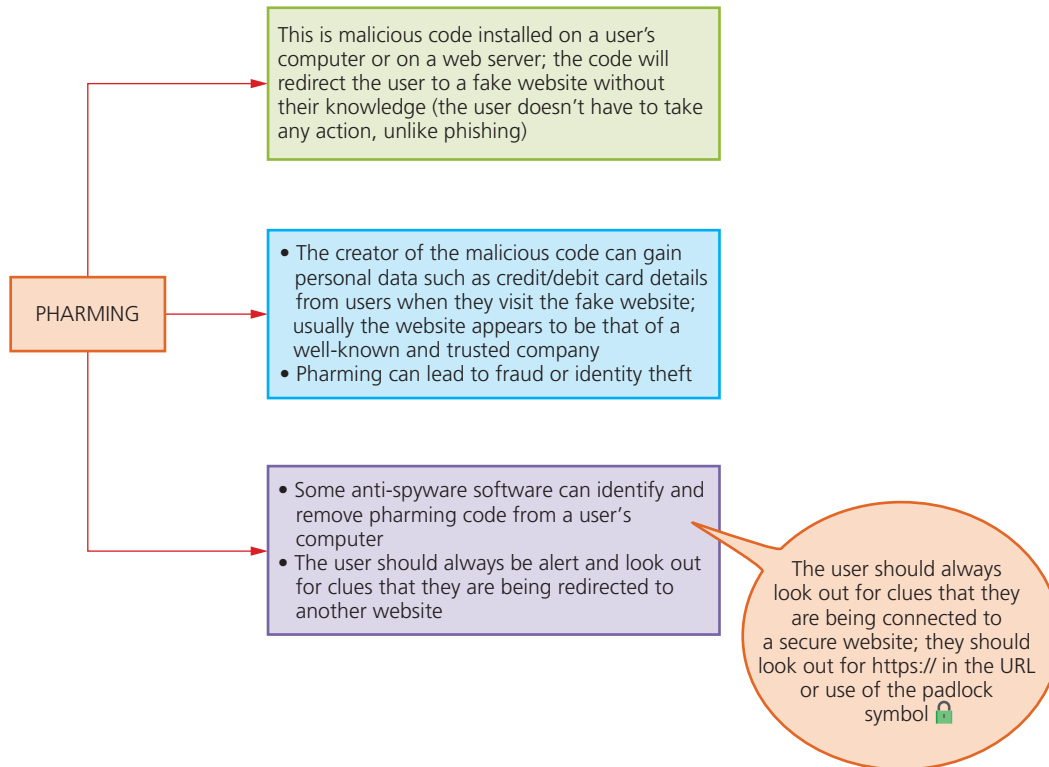 This is malicious code installed on a user’s
computer or on a web server; the code will
redirect the user to a fake website without
their knowledge (the user doesn’t have to take
any action, unlike phishing)
PHARMING
• The creator of the malicious code can gain
personal data such as credit/debit card details
from users when they visit the fake website;
usually the website appears to be that of a
well-known and trusted company
• Pharming can lead to fraud or identity theft
• Some anti-spyware software can identify and
remove pharming code from a user’s
computer
• The user should always be alert and look out
for clues that they are being redirected to
another website
The user should always
look out for clues that they
are being connected to
a secure website; they should
look out for https:// in the URL
or use of the padlock
symbol